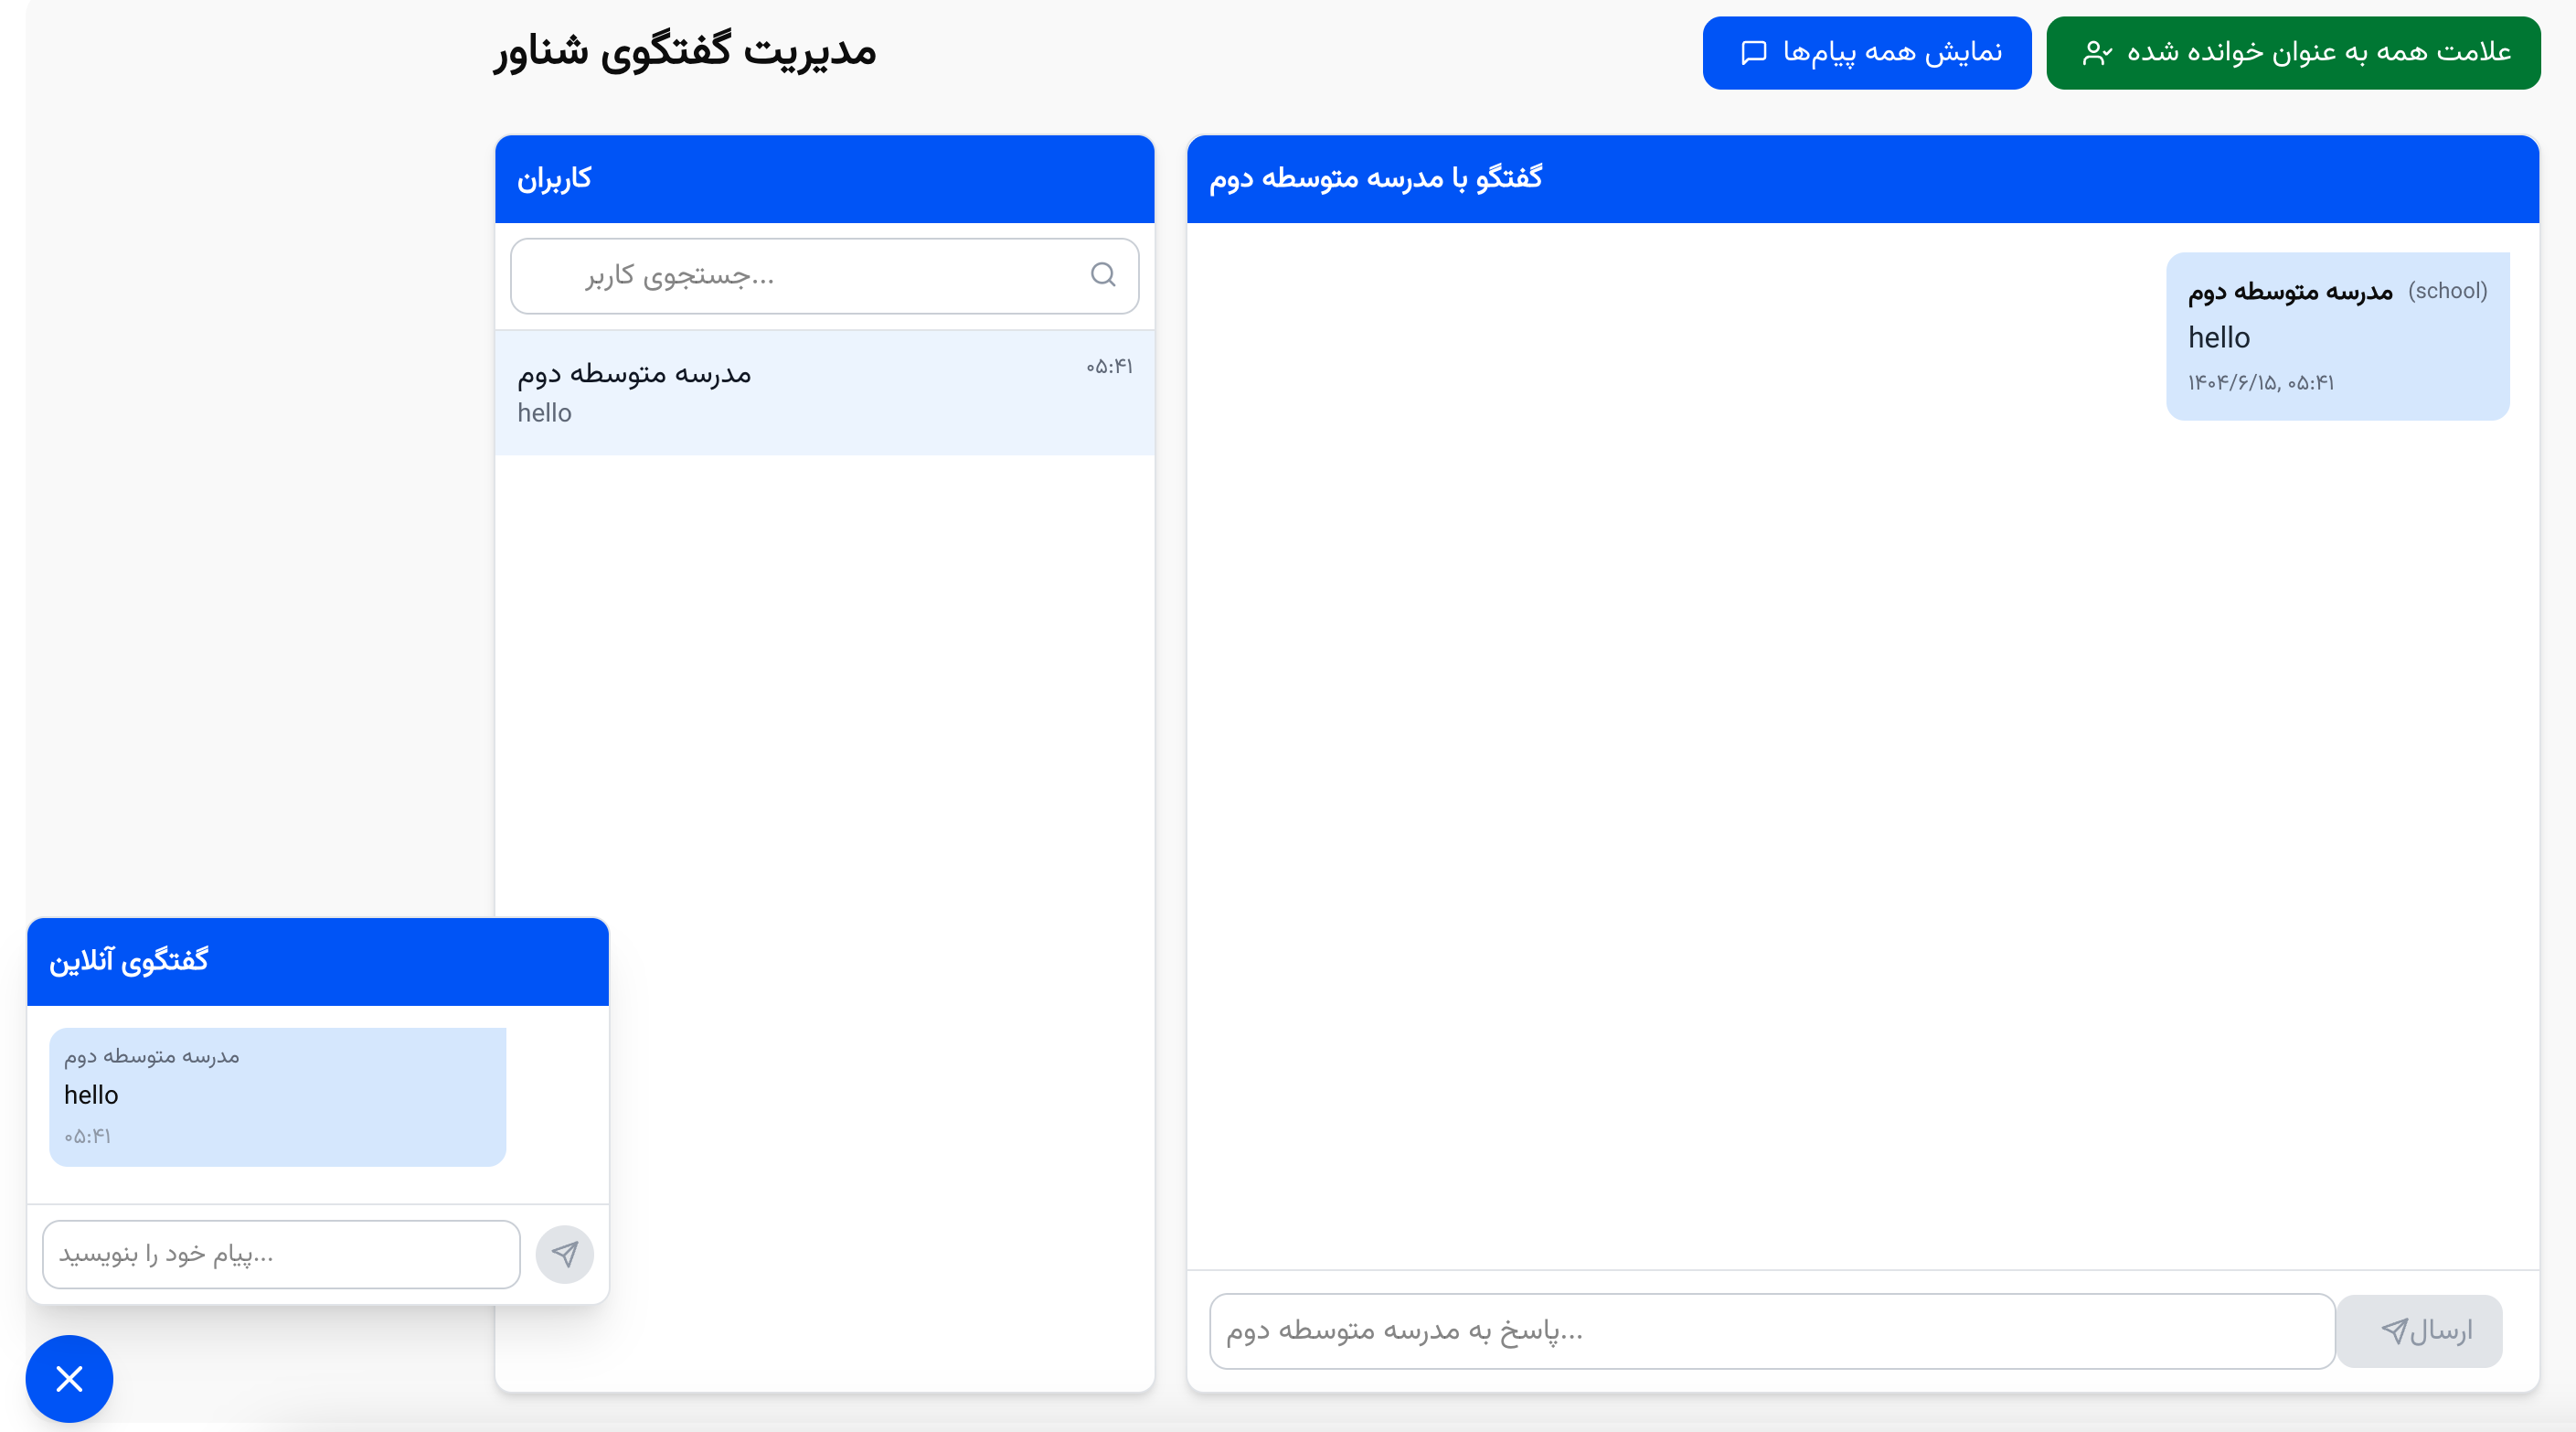 مدیریت گفتگوی شناور
نمایش همه پیام‌ها
علامت همه به عنوان خوانده شده
کاربران
...جستجوی کاربر
مدرسه متوسطه دوم
۰۵:۴۱
hello
گفتگو با مدرسه متوسطه دوم
مدرسه متوسطه دوم (school)
hello
۱۴۰۴/۶/۱۵, ۰۵:۴۱
...پاسخ به مدرسه متوسطه دوم
ارسال
گفتگوی آنلاین
مدرسه متوسطه دوم
hello
۰۵:۴۱
...پیام خود را بنویسید